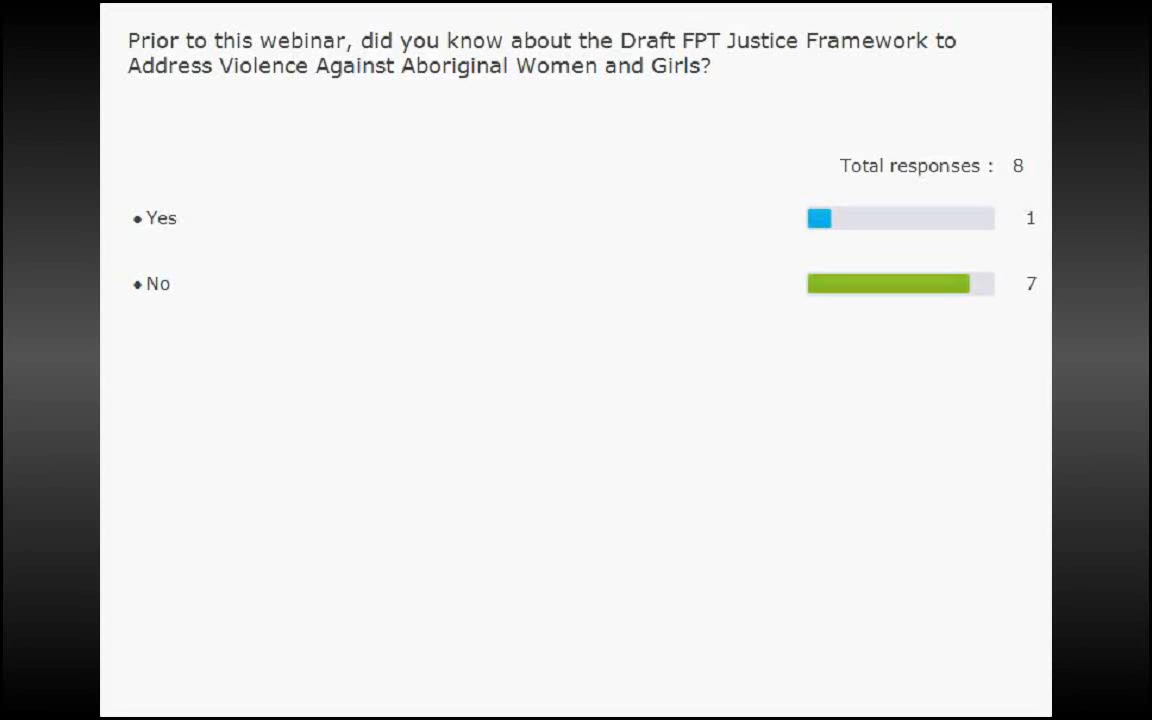 Prior to this webinar, did you know about the Draft FPT Justice Framework to
Address Violence Against Aboriginal Women and Girls?
Total responses : 8
Yes 1
No 7